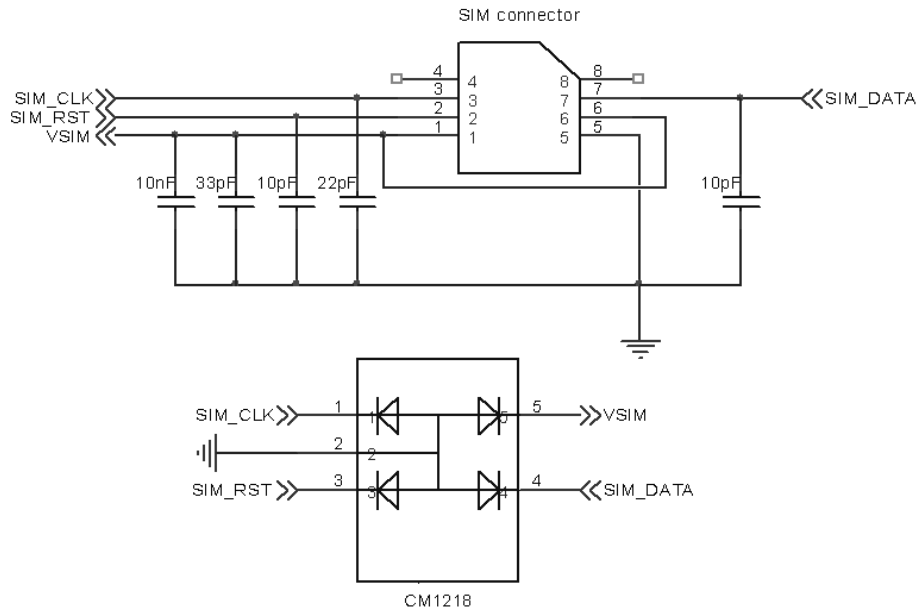 SIM connector
4 4 8 8
SIM_CLK 3 3 7 7 SIM_DATA
SIM_RST 2 2 6 6
VSIM 1 1 5 5
10nF 33pF 10pF 22pF 10pF
SIM_CLK 1 1 5 5 VSIM
2 2
SIM_RST 3 3 4 4 SIM_DATA
CM1218